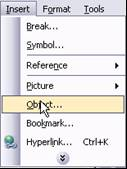 Insert Format Tools
Break...
Symbol...
Reference
Picture
Object...
Bookmark...
Hyperlink... Ctrl+K